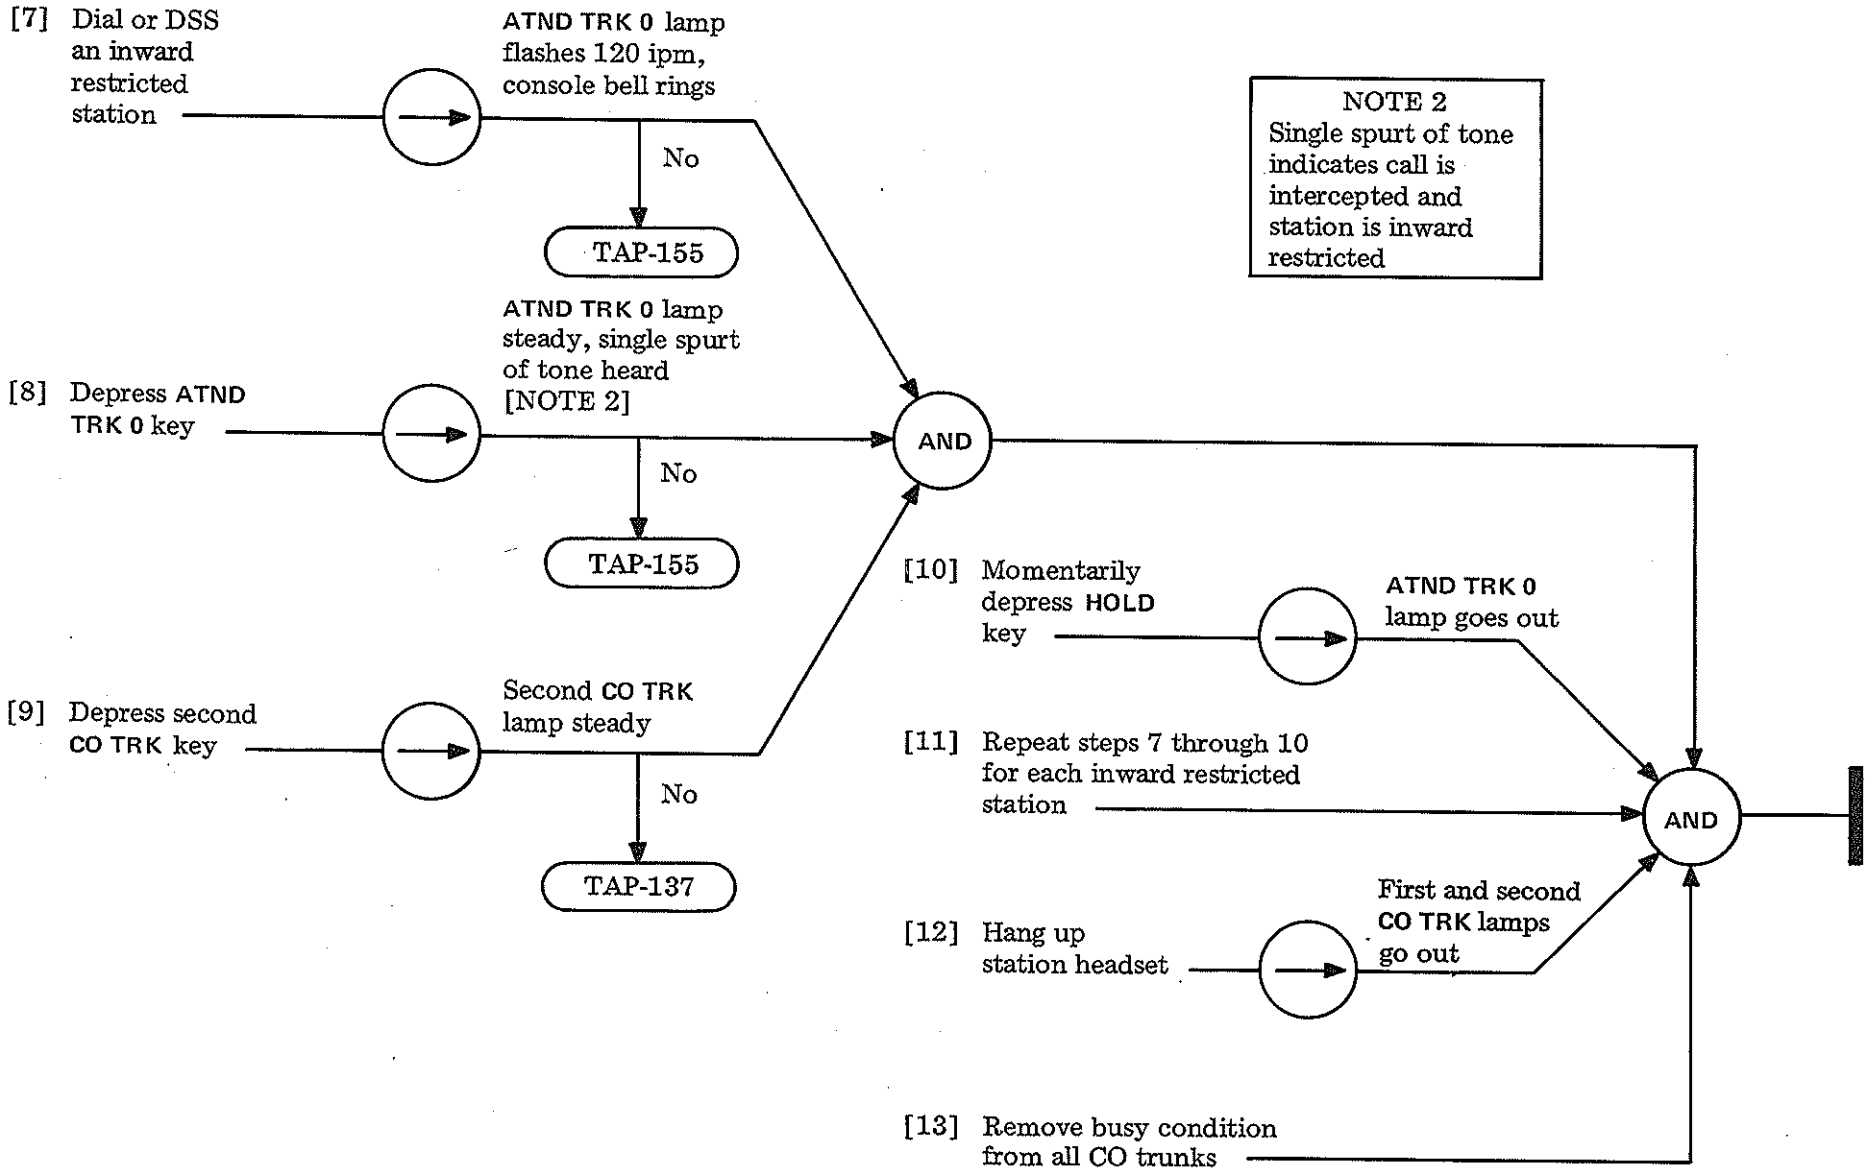 [7] Dial or DSS
an inward
restricted
station
ATND TRK 0 lamp
flashes 120 ipm,
console bell rings
No
TAP-155
NOTE 2
Single spurt of tone
indicates call is
intercepted and
station is inward
restricted
[8] Depress ATND
TRK 0 key
ATND TRK 0 lamp
steady, single spurt
of tone heard
[NOTE 2]
No
TAP-155
AND
[9] Depress second
CO TRK key
Second CO TRK
lamp steady
No
TAP-137
[10] Momentarily
depress HOLD
key
ATND TRK 0
lamp goes out
[11] Repeat steps 7 through 10
for each inward restricted
station
AND
[12] Hang up
station headset
First and second
CO TRK lamps
go out
[13] Remove busy condition
from all CO trunks